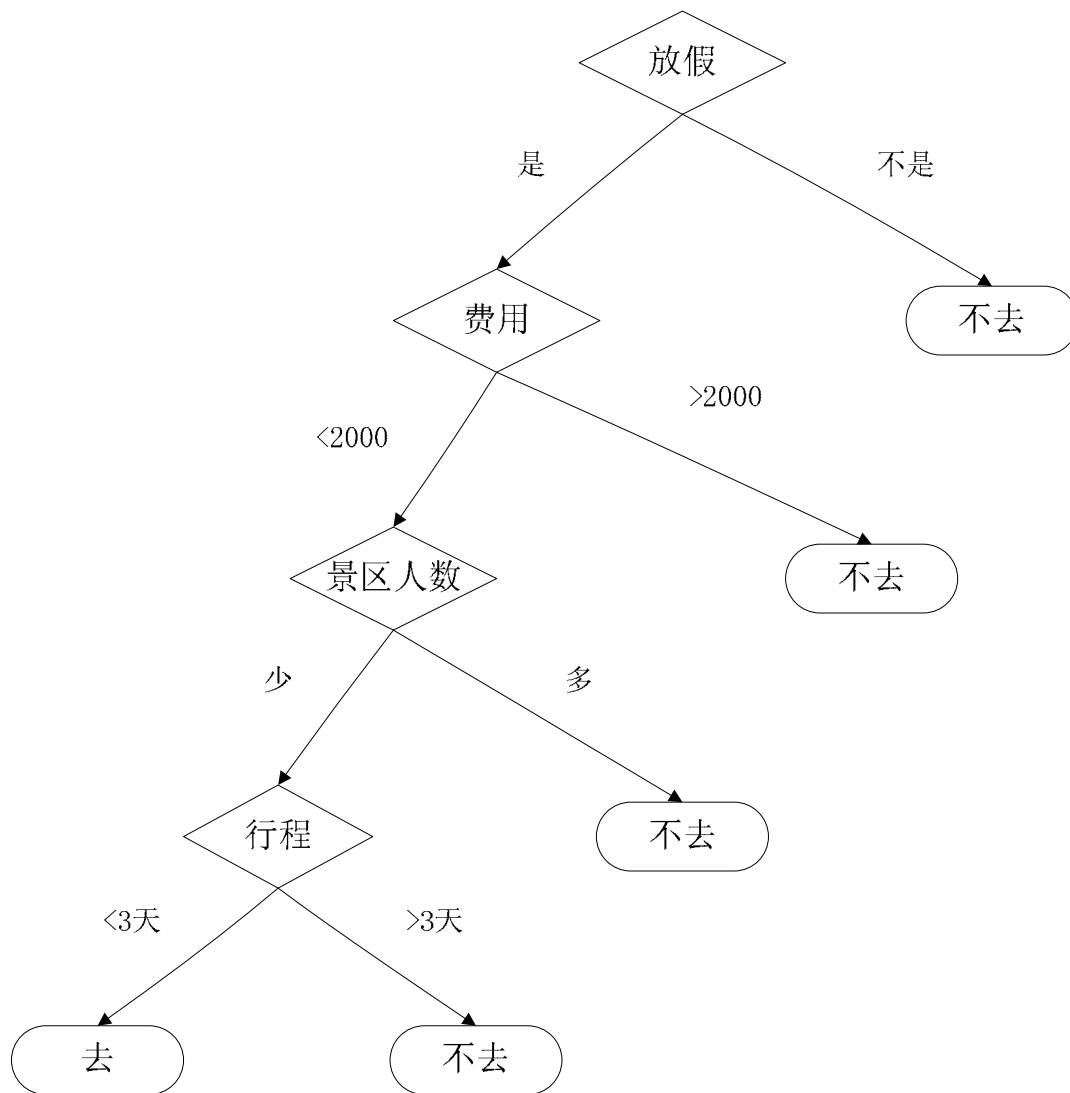 放假
是
不是
费用
不去
<2000
>2000
景区人数
不去
少
多
行程
不去
<3天
>3天
去
不去